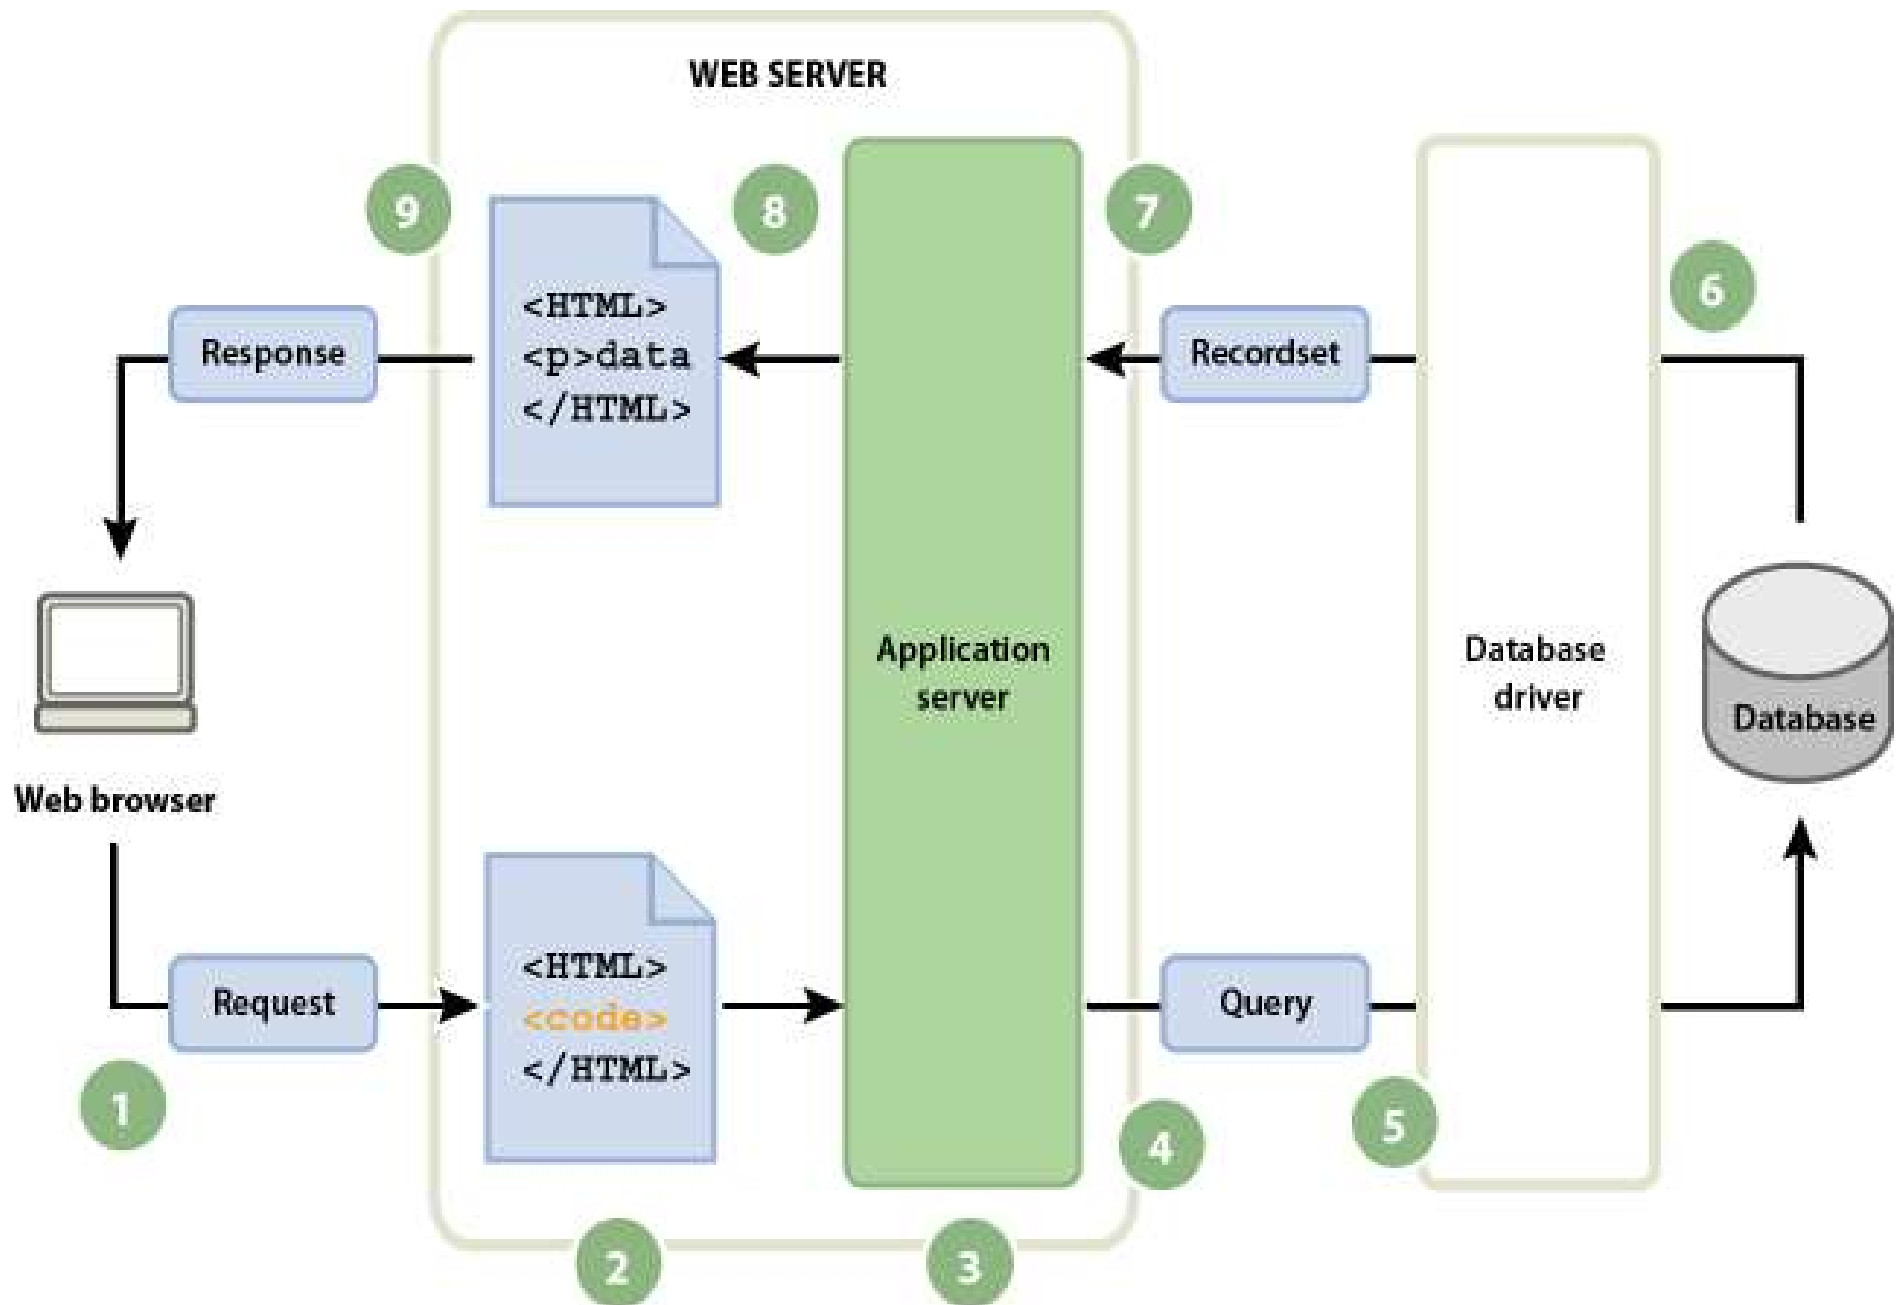 WEB SERVER
9
8
7
6
<HTML>
<p>data
</HTML>
Response
Recordset
Application
server
Database
driver
Database
Web browser
<HTML>
<code>
</HTML>
Request
Query
1
2
3
4
5